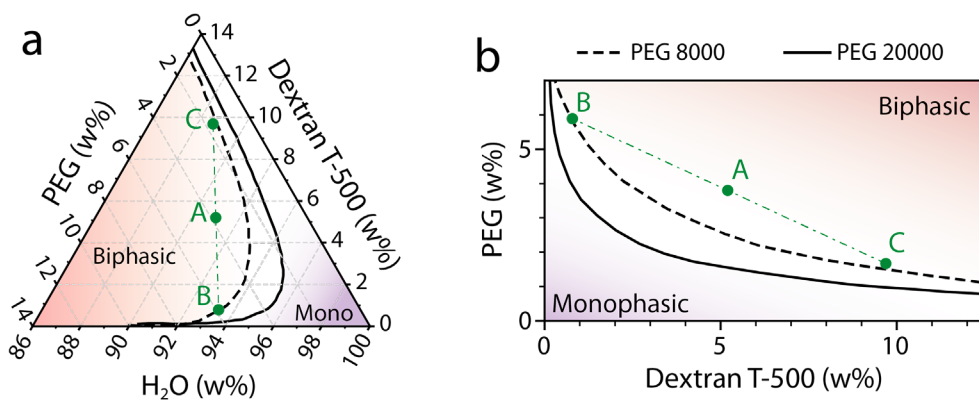 a
PEG (w%)
0
2
4
6
8
10
12
14
Dextran T-500 (w%)
14
12
10
8
6
4
2
0
C
A
B
Biphasic
Mono
86
88
90
92
94
96
98
100
H₂O (w%)
b
PEG 8000
PEG 20000
PEG (w%)
5
0
B
A
C
Biphasic
Monophasic
0
5
10
Dextran T-500 (w%)